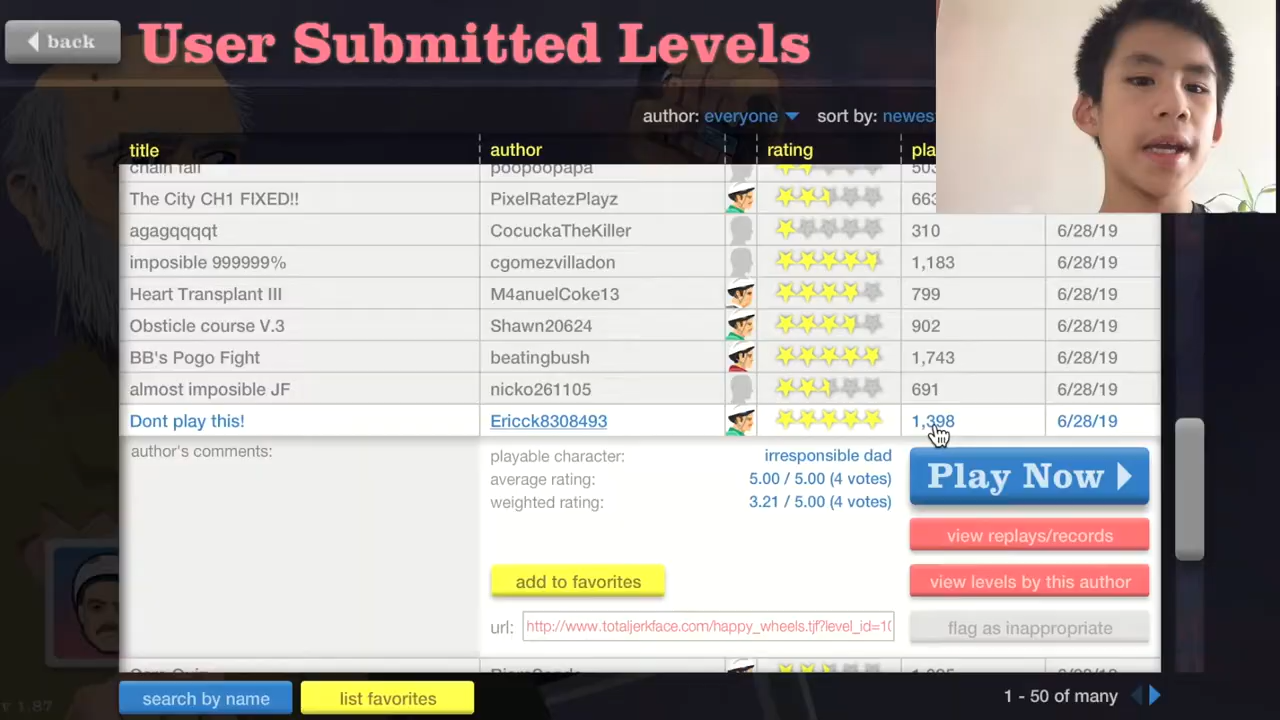 back
User Submitted Levels
author: everyone sort by: newes
title author rating pla
chain fall poopoopapa 503
The City CH1 FIXED!! PixelRatezPlayz 663
agagqqqqt CocuckaTheKiller 310 6/28/19
imposible 999999% cgomezvilladon 1,183 6/28/19
Heart Transplant III M4anuelCoke13 799 6/28/19
Obsticle course V.3 Shawn20624 902 6/28/19
BB's Pogo Fight beatingbush 1,743 6/28/19
almost imposible JF nicko261105 691 6/28/19
Dont play this! Ericck8308493 1,398 6/28/19
author's comments:
playable character: irresponsible dad
average rating: 5.00 / 5.00 (4 votes)
weighted rating: 3.21 / 5.00 (4 votes)
Play Now
view replays/records
add to favorites
view levels by this author
url: http://www.totaljerkface.com/happy_wheels.tjf?level_id=1(
flag as inappropriate
search by name
list favorites
1 - 50 of many
v 1.87